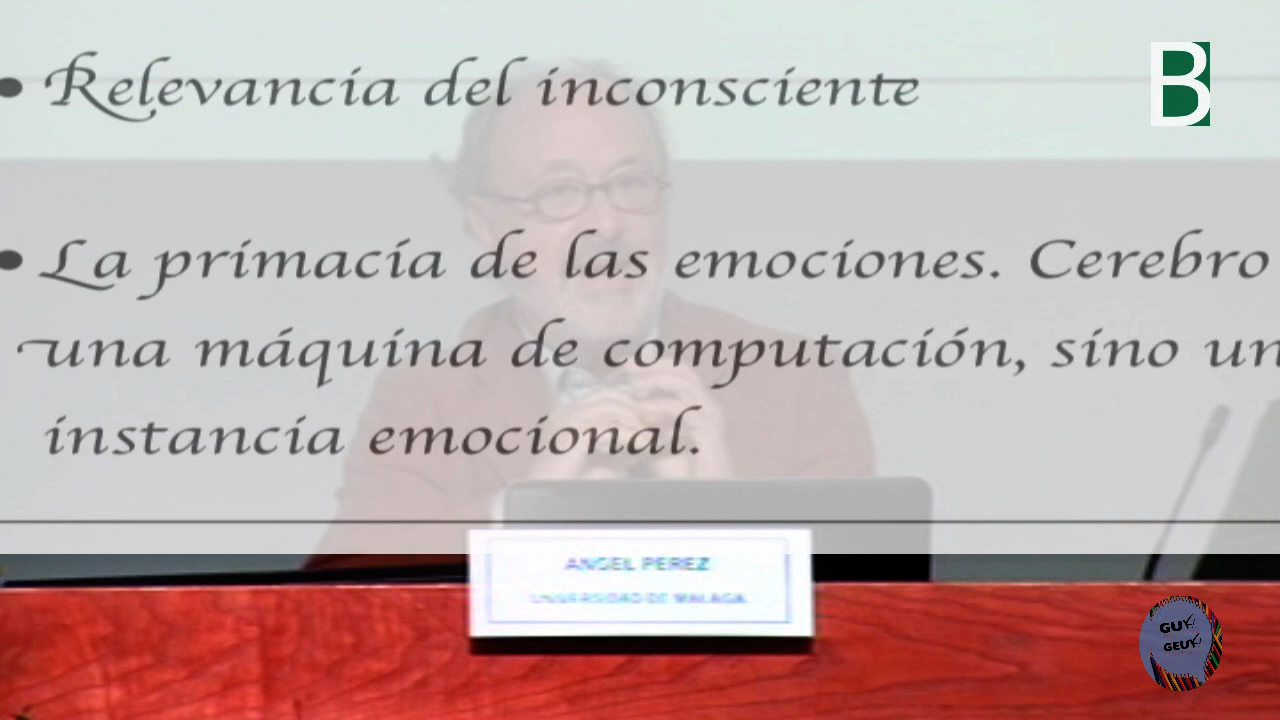 • Relevancia del inconsciente
• La primacía de las emociones. Cerebro
una máquina de computación, sino un
instancia emocional.
B
ANGEL PEREZ
UNIVERSIDAD DE MALAGA
GUY
GEUY